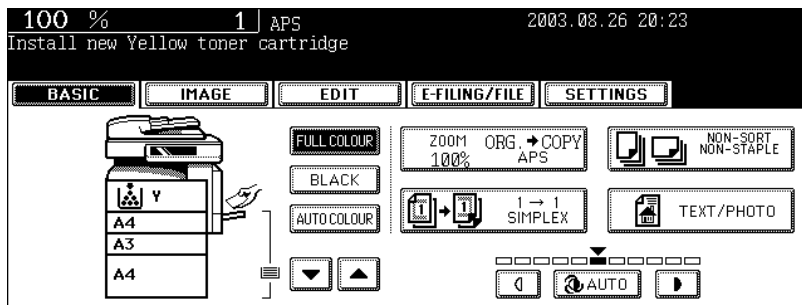 100 % 1 APS 2003.08.26 20:23
Install new Yellow toner cartridge
BASIC IMAGE EDIT E-FILING/FILE SETTINGS
FULL COLOUR
BLACK
AUTO COLOUR
ZOOM ORG. → COPY
100% APS
NON-SORT
NON-STAPLE
Y
A4
A3
A4
1 → 1
1 → 1
SIMPLEX
TEXT/PHOTO
AUTO